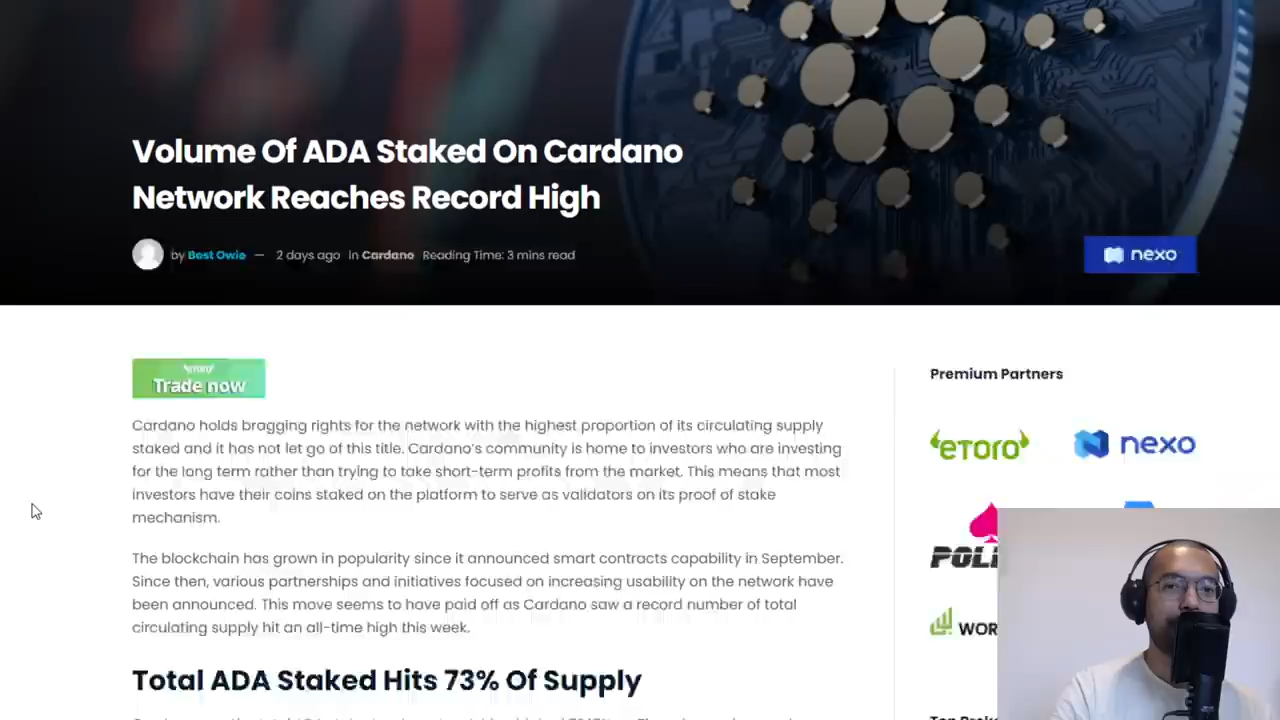 Volume Of ADA Staked On Cardano
Network Reaches Record High
by Best Owie — 2 days ago in Cardano Reading Time: 3 mins read
nexo
eToro
Trade now
Cardano holds bragging rights for the network with the highest proportion of its circulating supply
staked and it has not let go of this title. Cardano's community is home to investors who are investing
for the long term rather than trying to take short-term profits from the market. This means that most
investors have their coins staked on the platform to serve as validators on its proof of stake
mechanism.
The blockchain has grown in popularity since it announced smart contracts capability in September.
Since then, various partnerships and initiatives focused on increasing usability on the network have
been announced. This move seems to have paid off as Cardano saw a record number of total
circulating supply hit an all-time high this week.
Total ADA Staked Hits 73% Of Supply
Premium Partners
eToro
nexo